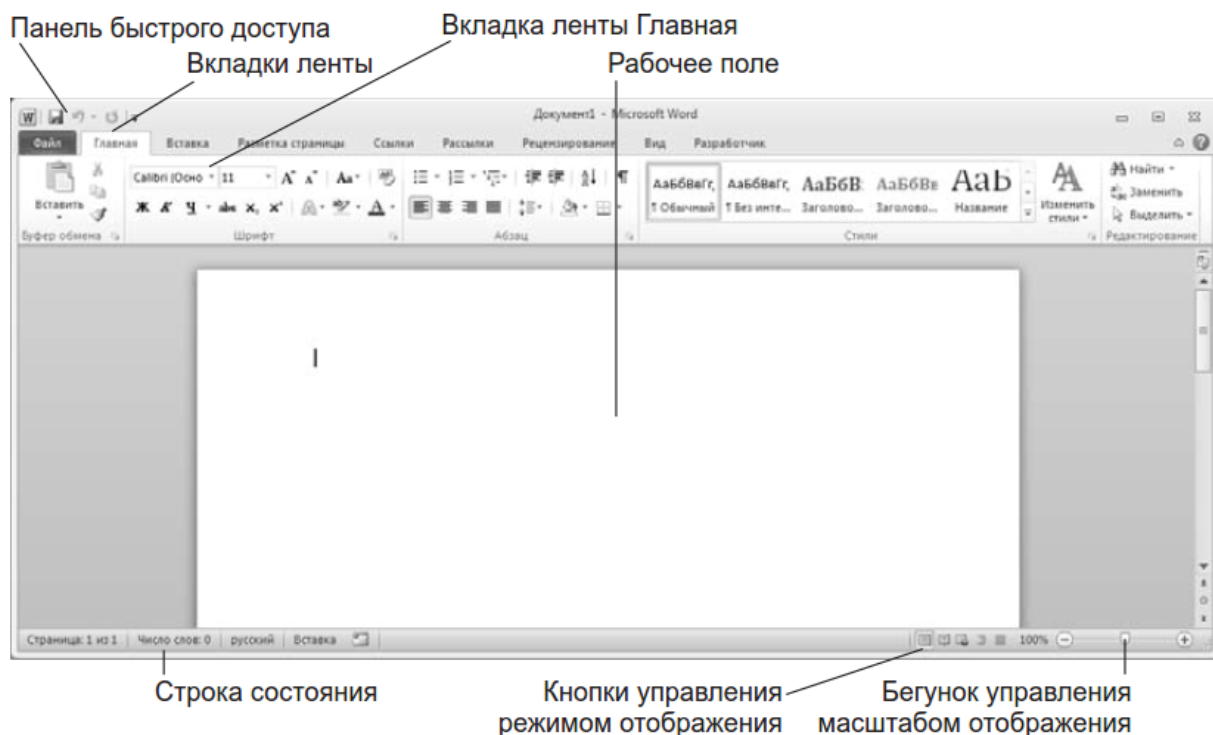 Панель быстрого доступа
Вкладка ленты Главная
Вкладки ленты
Рабочее поле
Документ1 - Microsoft Word
Файл Главная Вставка Разметка страницы Ссылки Рассылки Рецензирование Вид Разработчик
Calibri (Осно 11
АаБбВвГг, АаБбВвГг, АаБбВ АаБбВв АаЬ
Найти
Заменить
Выделить
Вставить
Ж К Ч abc x, x² A
¶ Обычный ¶ Без инте... Заголово... Заголово... Название
Изменить
стили
Буфер обмена Шрифт Абзац Стили Редактирование
Страница: 1 из 1 Число слов: 0 русский Вставка 100%
Строка состояния
Кнопки управления
режимом отображения
Бегунок управления
масштабом отображения